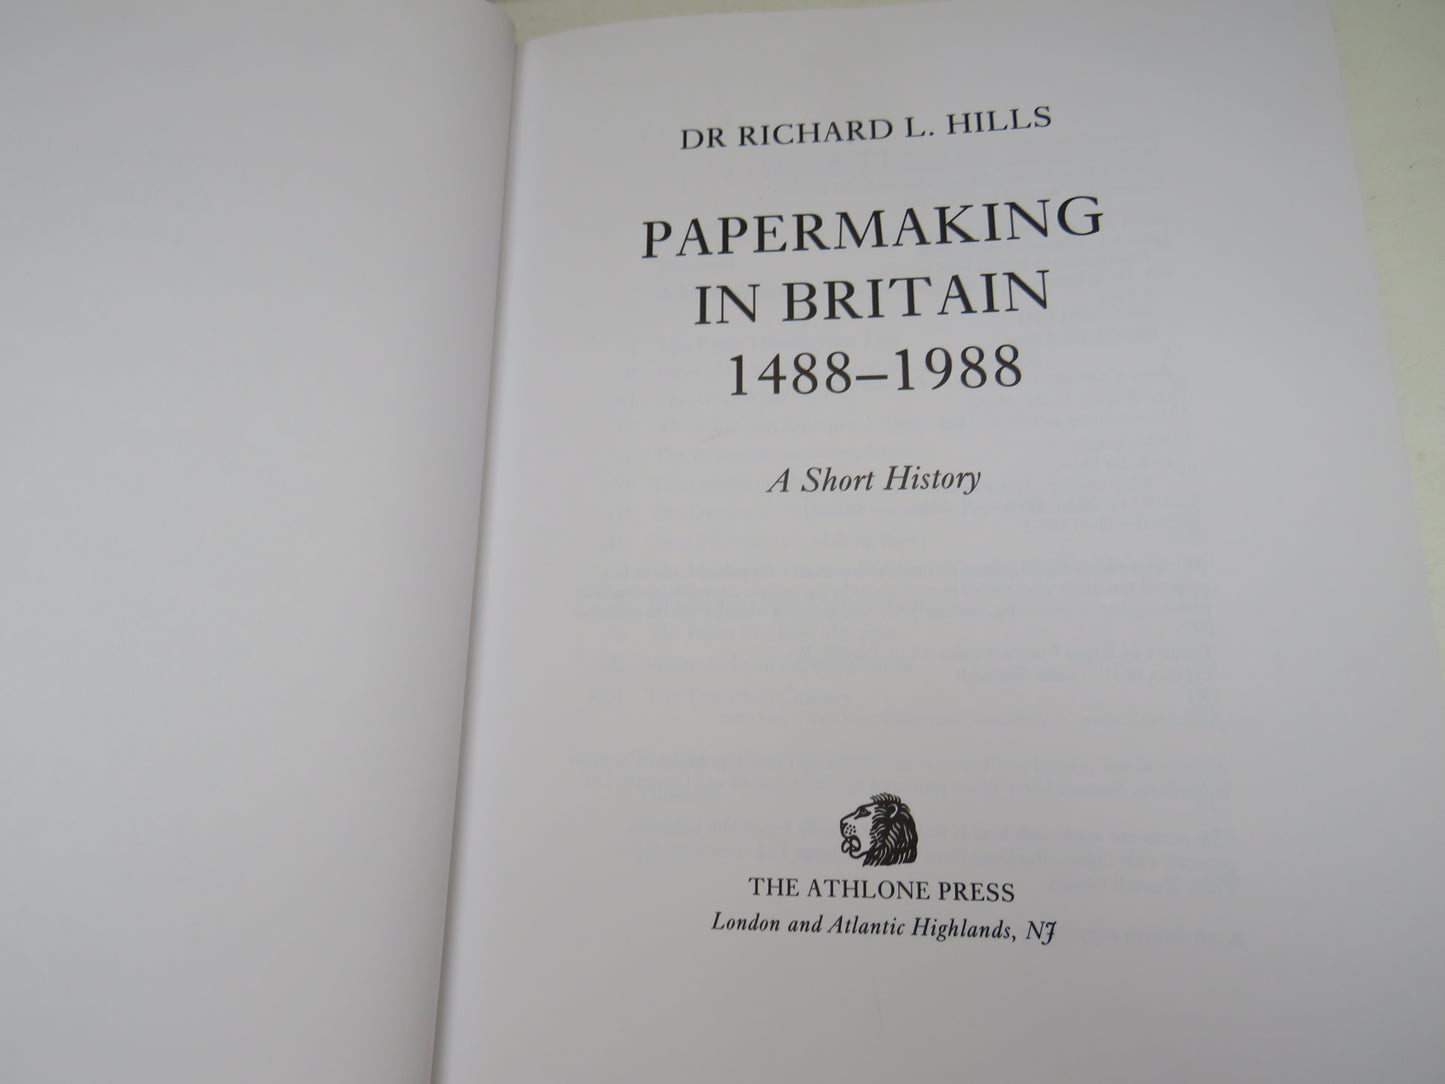 DR RICHARD L. HILLS
PAPERMAKING
IN BRITAIN
1488–1988
A Short History
THE ATHLONE PRESS
London and Atlantic Highlands, NJ